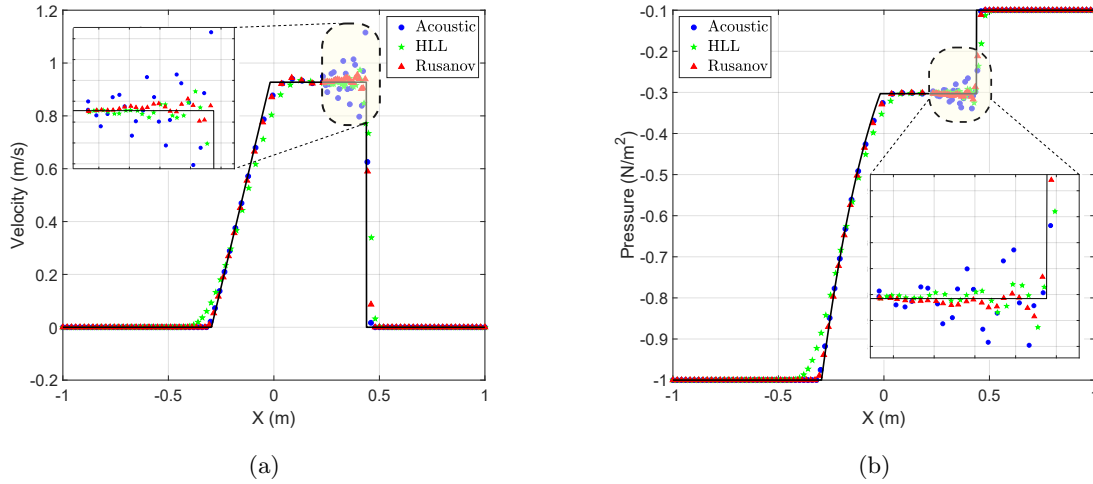 1.2
1
0.8
0.6
0.4
0.2
0
-0.2
Velocity (m/s)
-1
-0.5
0
0.5
1
X (m)
Acoustic
HLL
Rusanov
(a)
-0.1
-0.2
-0.3
-0.4
-0.5
-0.6
-0.7
-0.8
-0.9
-1
Pressure (N/m²)
-1
-0.5
0
0.5
1
X (m)
Acoustic
HLL
Rusanov
(b)